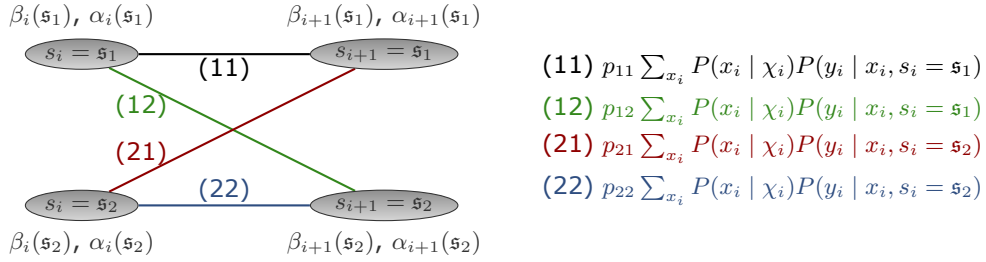 βᵢ(𝔰₁), αᵢ(𝔰₁)
βᵢ₊₁(𝔰₁), αᵢ₊₁(𝔰₁)
sᵢ = 𝔰₁
sᵢ₊₁ = 𝔰₁
(11)
(12)
(21)
(22)
sᵢ = 𝔰₂
sᵢ₊₁ = 𝔰₂
βᵢ(𝔰₂), αᵢ(𝔰₂)
βᵢ₊₁(𝔰₂), αᵢ₊₁(𝔰₂)
(11) p₁₁ ∑_{xᵢ} P(xᵢ | χᵢ)P(yᵢ | xᵢ, sᵢ = 𝔰₁)
(12) p₁₂ ∑_{xᵢ} P(xᵢ | χᵢ)P(yᵢ | xᵢ, sᵢ = 𝔰₁)
(21) p₂₁ ∑_{xᵢ} P(xᵢ | χᵢ)P(yᵢ | xᵢ, sᵢ = 𝔰₂)
(22) p₂₂ ∑_{xᵢ} P(xᵢ | χᵢ)P(yᵢ | xᵢ, sᵢ = 𝔰₂)